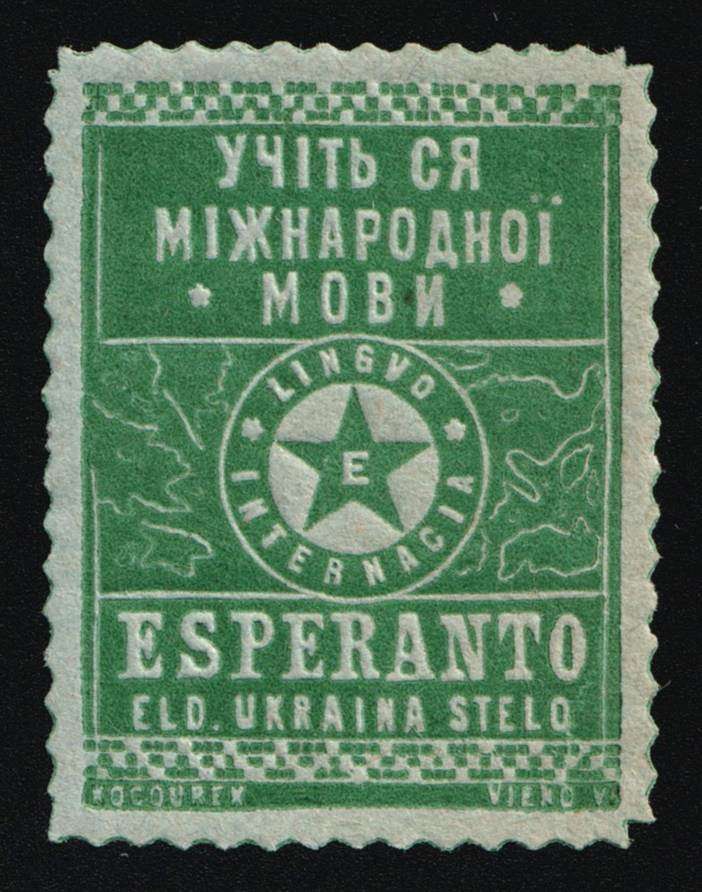 УЧІТЬ СЯ
МІЖНАРОДНОЇ
МОВИ
LINGVO
E
INTERNACIA
ESPERANTO
ELD. UKRAINA STELO
KOCOUREK VIENO V.